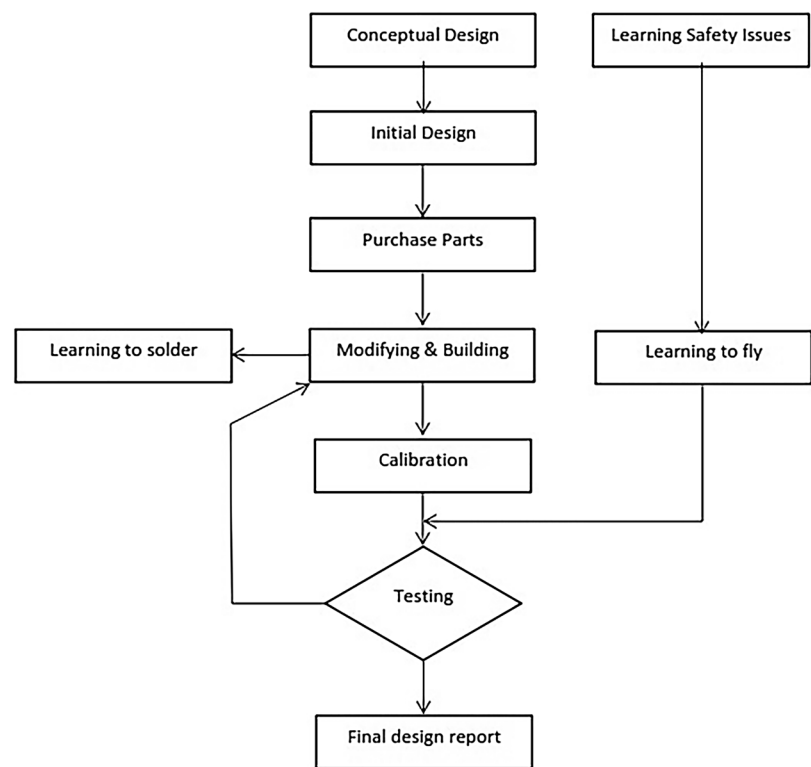 Conceptual Design
Learning Safety Issues
Initial Design
Purchase Parts
Learning to solder
Modifying & Building
Learning to fly
Calibration
Testing
Final design report